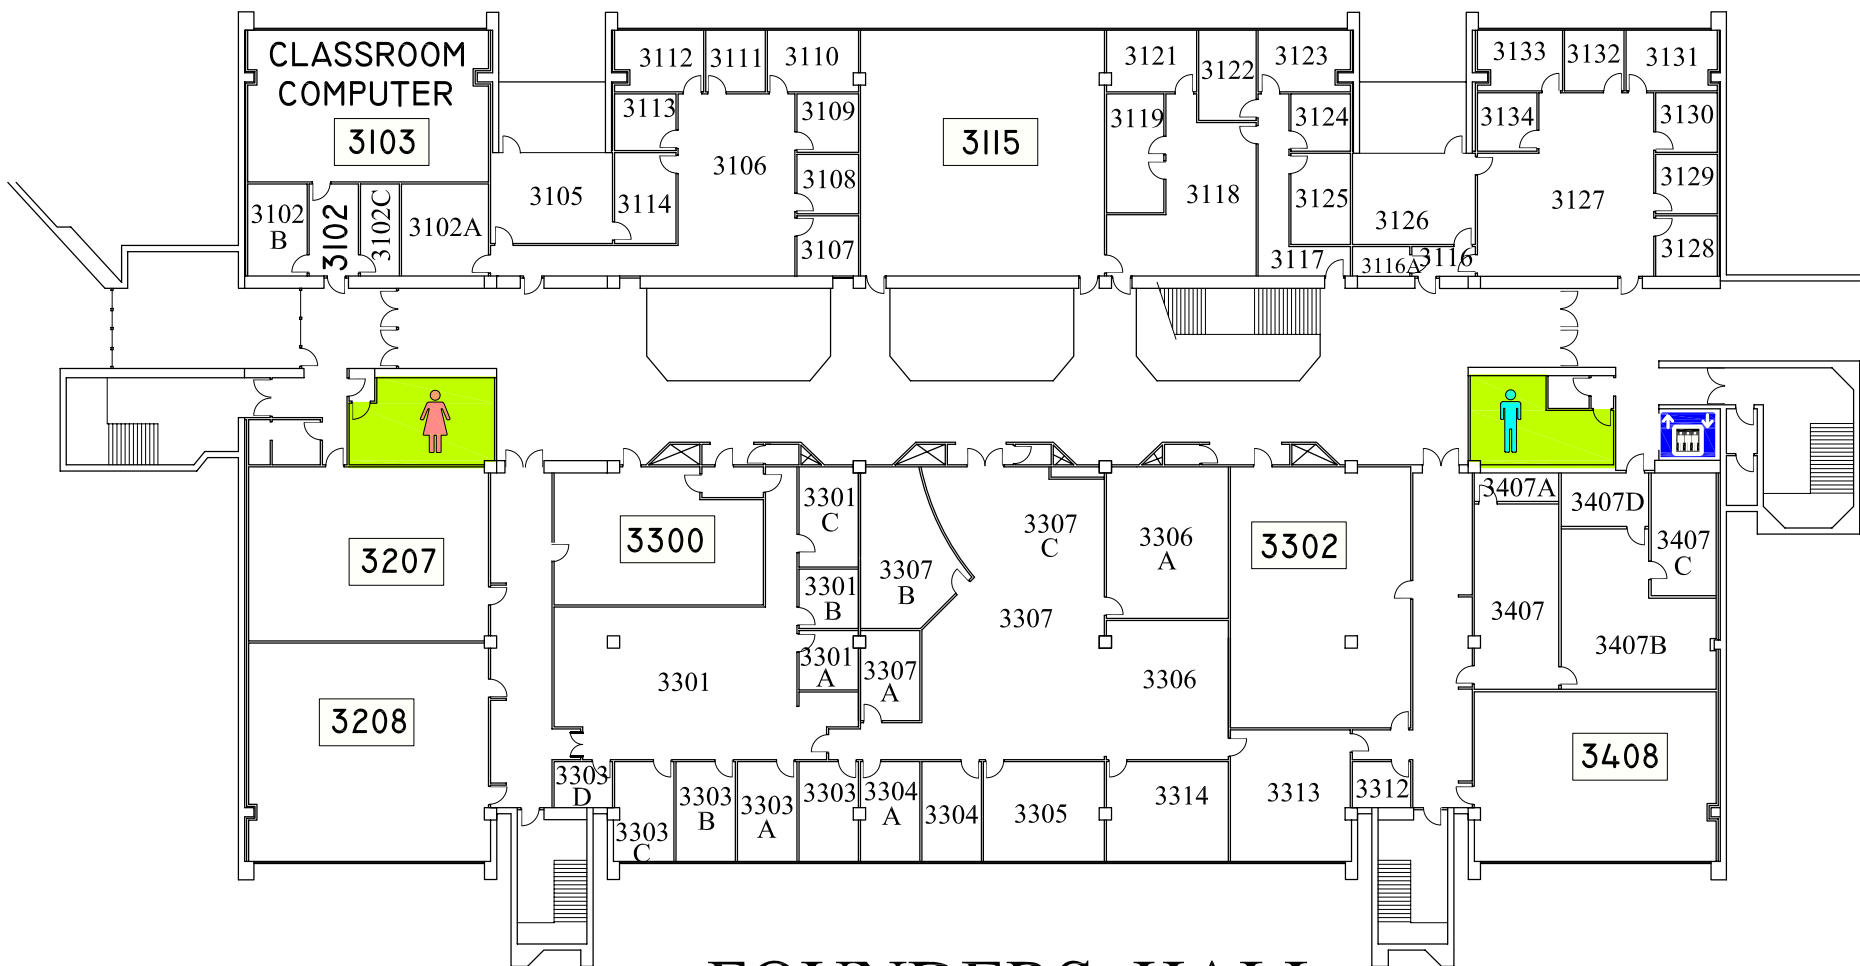 CLASSROOM
COMPUTER
3103
3112
3111
3110
3121
3122
3123
3133
3132
3131
3113
3109
3115
3119
3124
3134
3130
3106
3108
3118
3125
3127
3129
3105
3114
3126
3102
B
3102
3102C
3102A
3107
3117
3116A
3116
3128
3207
3300
3301
C
3307
B
3307
C
3306
A
3302
3407A
3407D
3407
C
3301
B
3307
3407
3407B
3301
3301
A
3307
A
3306
3208
3408
3303
D
3303
C
3303
B
3303
A
3303
3304
A
3304
3305
3314
3313
3312
FOUNDERS HALL